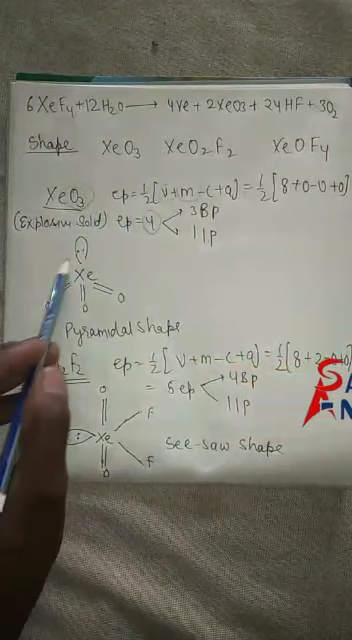 6XeF4+12H2O → 4Xe+2XeO3+24HF+3O2
Shape XeO3 XeO2F2 XeOF4
XeO3 ep=½[V+m-c+a]=½[8+0-0+0]
(Explosive Solid) ep=4 3BP
1lp
Xe
O O
Pyramidal Shape
F2 ep=½[V+m-c+a]=½[8+2-0+0]
= 5ep 4BP
1lp
O
F
Xe See-saw Shape
F
O